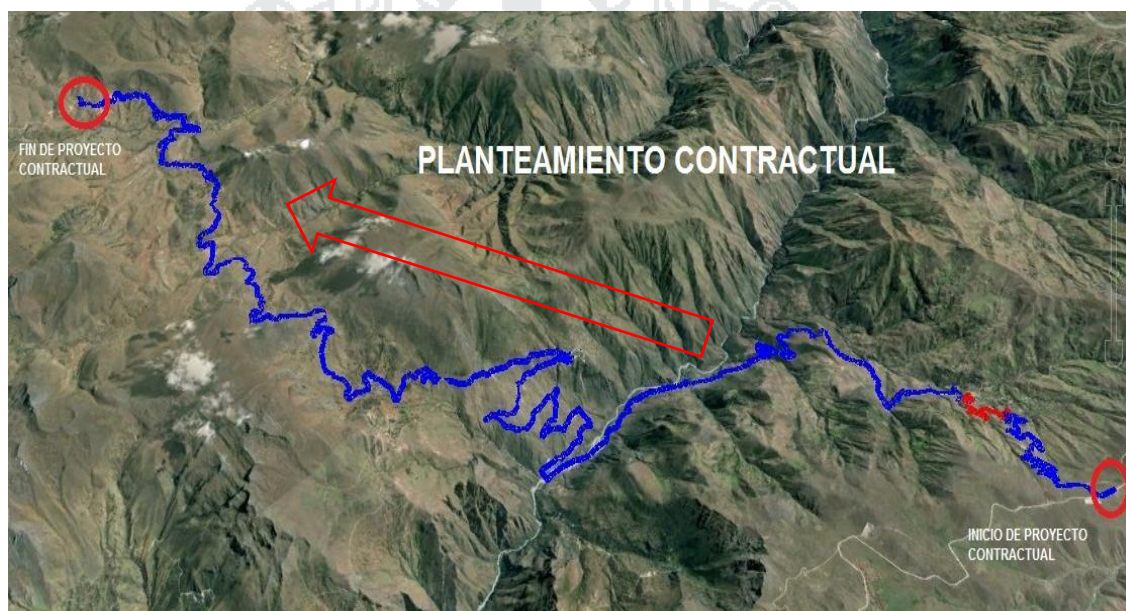 PLANTEAMIENTO CONTRACTUAL
FIN DE PROYECTO
CONTRACTUAL
INICIO DE PROYECTO
CONTRACTUAL